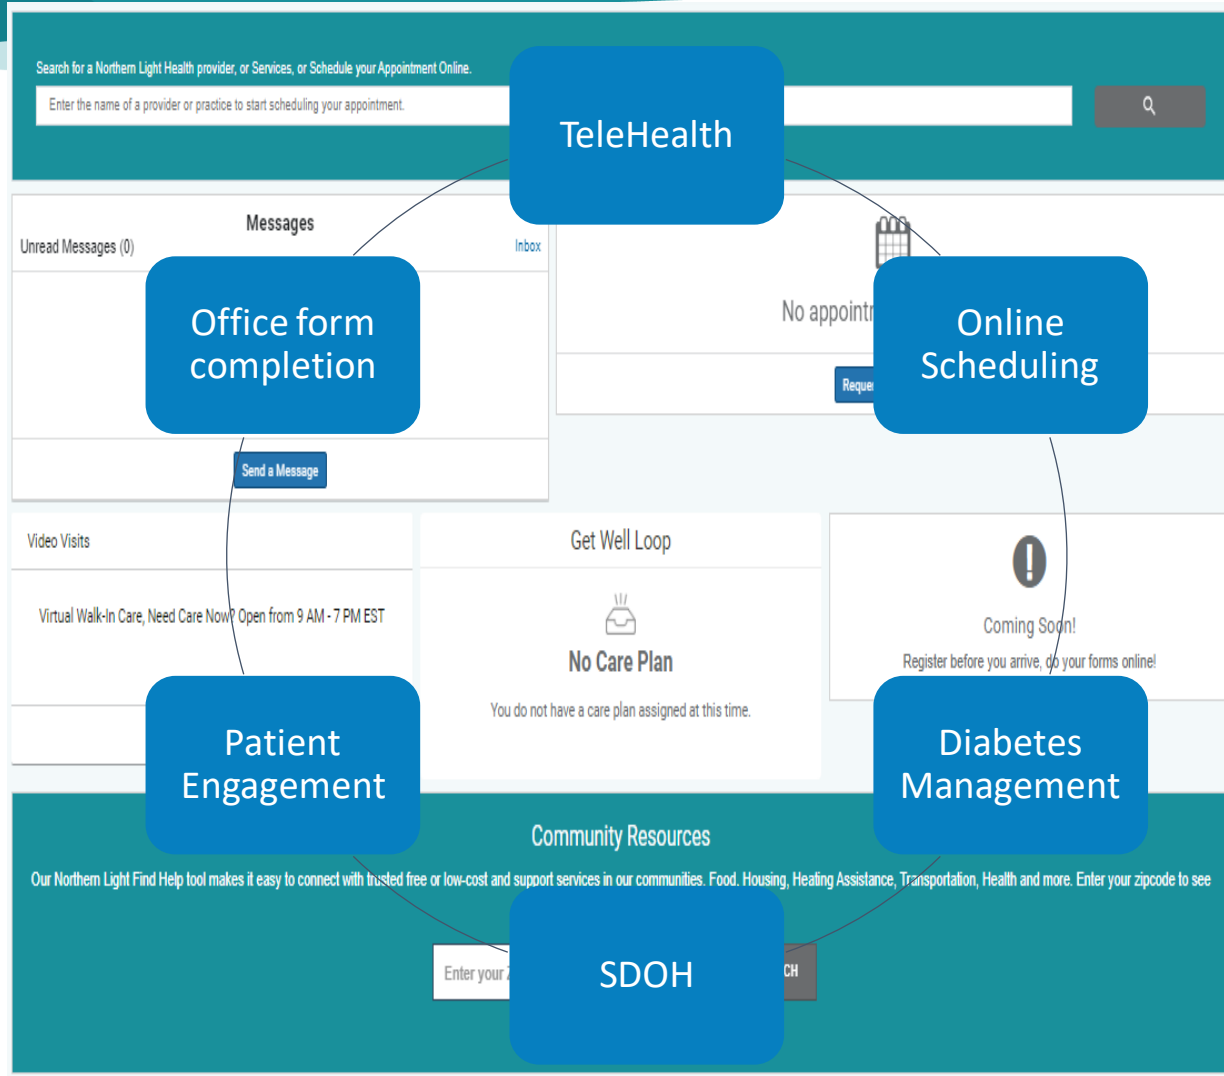 Search for a Northern Light Health provider, or Services, or Schedule your Appointment Online.
Enter the name of a provider or practice to start scheduling your appointment.
TeleHealth
Messages
Unread Messages (0)
Inbox
No
Office form
completion
Online
Scheduling
Send a Message
Video Visits
Get Well Loop
Virtual Walk-In Care, Need Care Now? Open from 9 AM - 7 PM EST
No Care Plan
You do not have a care plan assigned at this time.
Coming Soon!
Register before you arrive, do your forms online!
Patient
Engagement
Diabetes
Management
Community Resources
Our Northern Light Find Help tool makes it easy to connect with trusted free or low-cost and support services in our communities. Food. Housing, Heating Assistance, Transportation, Health and more. Enter your zipcode to see
Enter your
SDOH